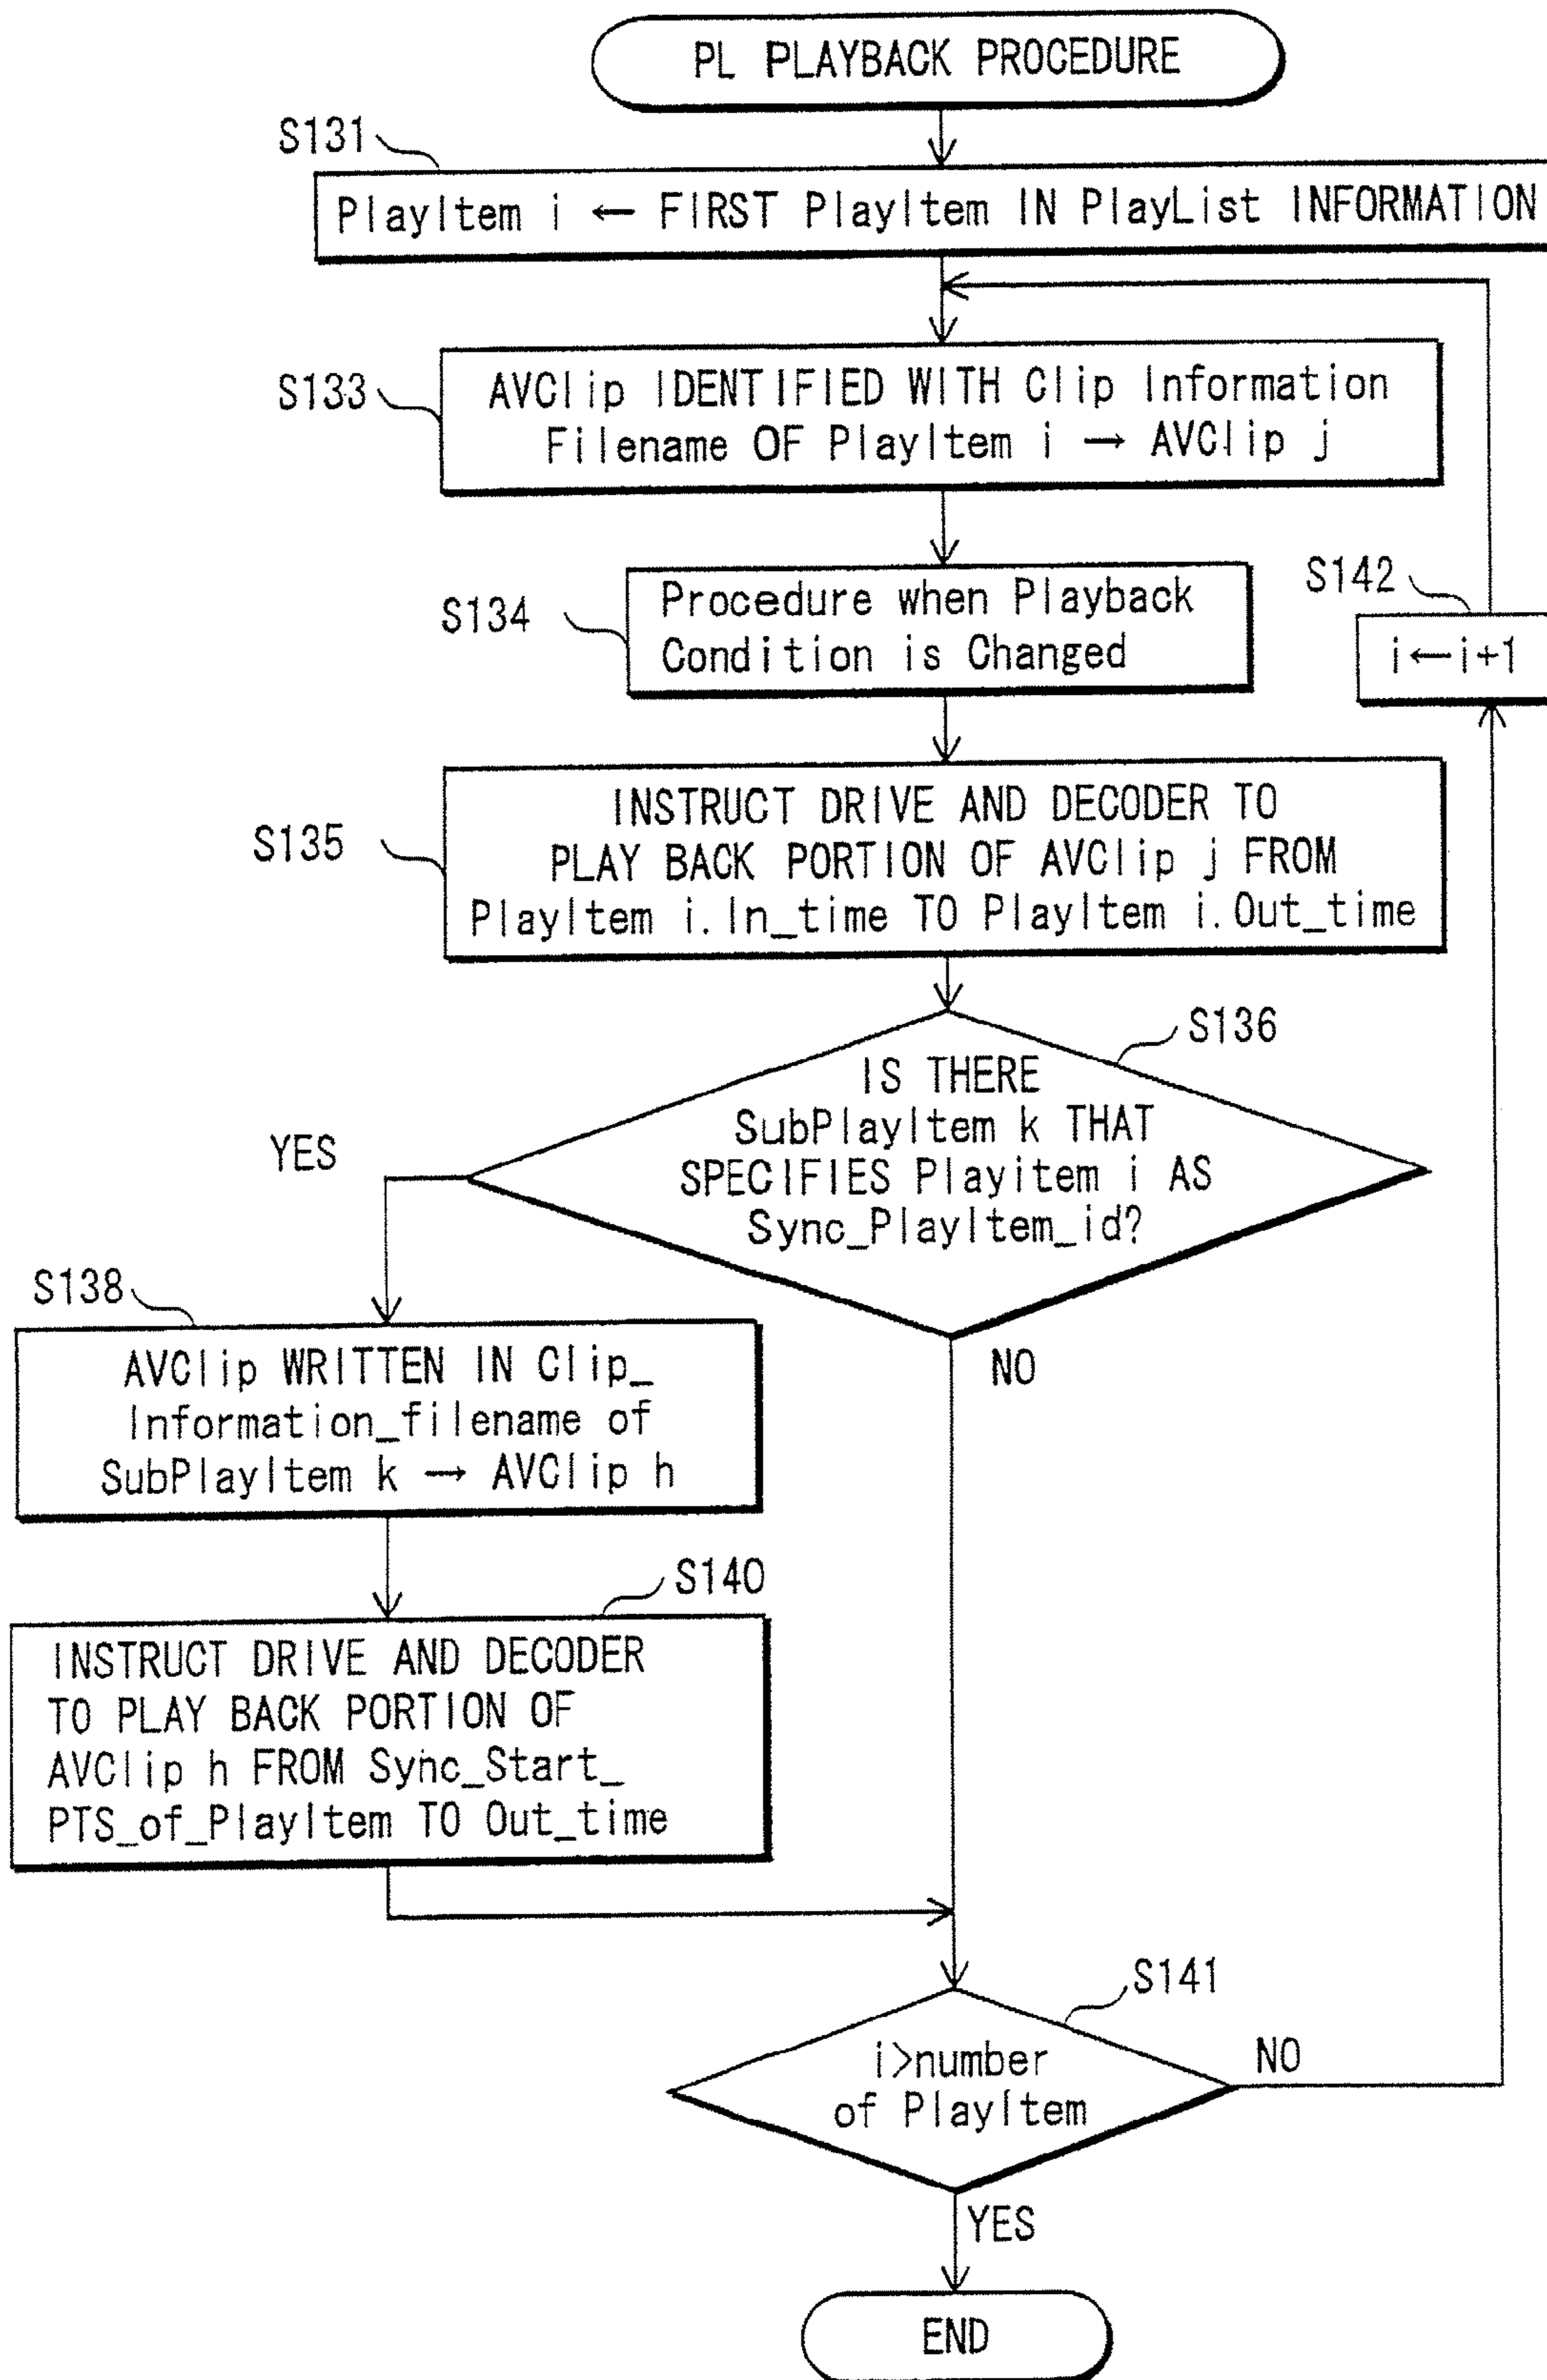 PL PLAYBACK PROCEDURE
S131
PlayItem i ← FIRST PlayItem IN PlayList INFORMATION
S133
AVClip IDENTIFIED WITH Clip Information
Filename OF PlayItem i → AVClip j
S134
Procedure when Playback
Condition is Changed
S142
i←i+1
S135
INSTRUCT DRIVE AND DECODER TO
PLAY BACK PORTION OF AVClip j FROM
PlayItem i.In_time TO PlayItem i.Out_time
S136
IS THERE
SubPlayItem k THAT
SPECIFIES Playitem i AS
Sync_PlayItem_id?
YES
NO
S138
AVClip WRITTEN IN Clip_
Information_filename of
SubPlayItem k → AVClip h
S140
INSTRUCT DRIVE AND DECODER
TO PLAY BACK PORTION OF
AVClip h FROM Sync_Start_
PTS_of_PlayItem TO Out_time
S141
i>number
of PlayItem
NO
YES
END